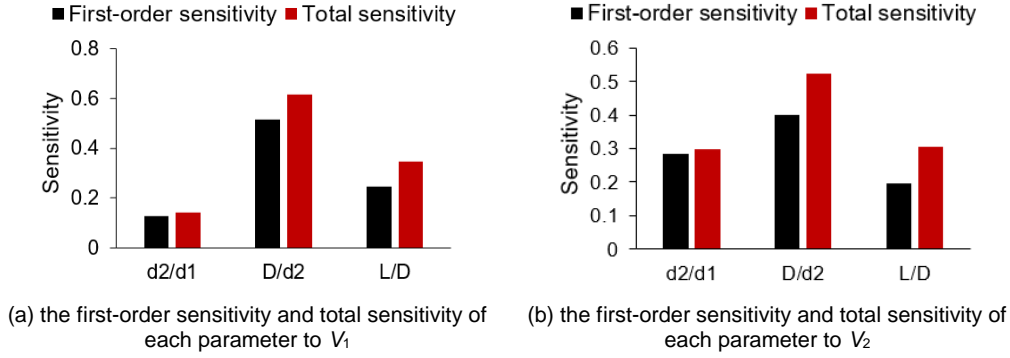 First-order sensitivity Total sensitivity
0.8
0.6
0.4
0.2
0
Sensitivity
d2/d1 D/d2 L/D
(a) the first-order sensitivity and total sensitivity of
each parameter to V1
First-order sensitivity Total sensitivity
0.6
0.5
0.4
0.3
0.2
0.1
0
Sensitivity
d2/d1 D/d2 L/D
(b) the first-order sensitivity and total sensitivity of
each parameter to V2